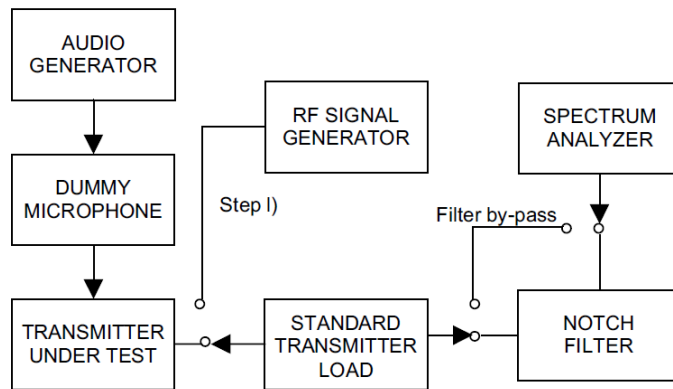 AUDIO
GENERATOR
RF SIGNAL
GENERATOR
SPECTRUM
ANALYZER
DUMMY
MICROPHONE
Step l)
Filter by-pass
TRANSMITTER
UNDER TEST
STANDARD
TRANSMITTER
LOAD
NOTCH
FILTER